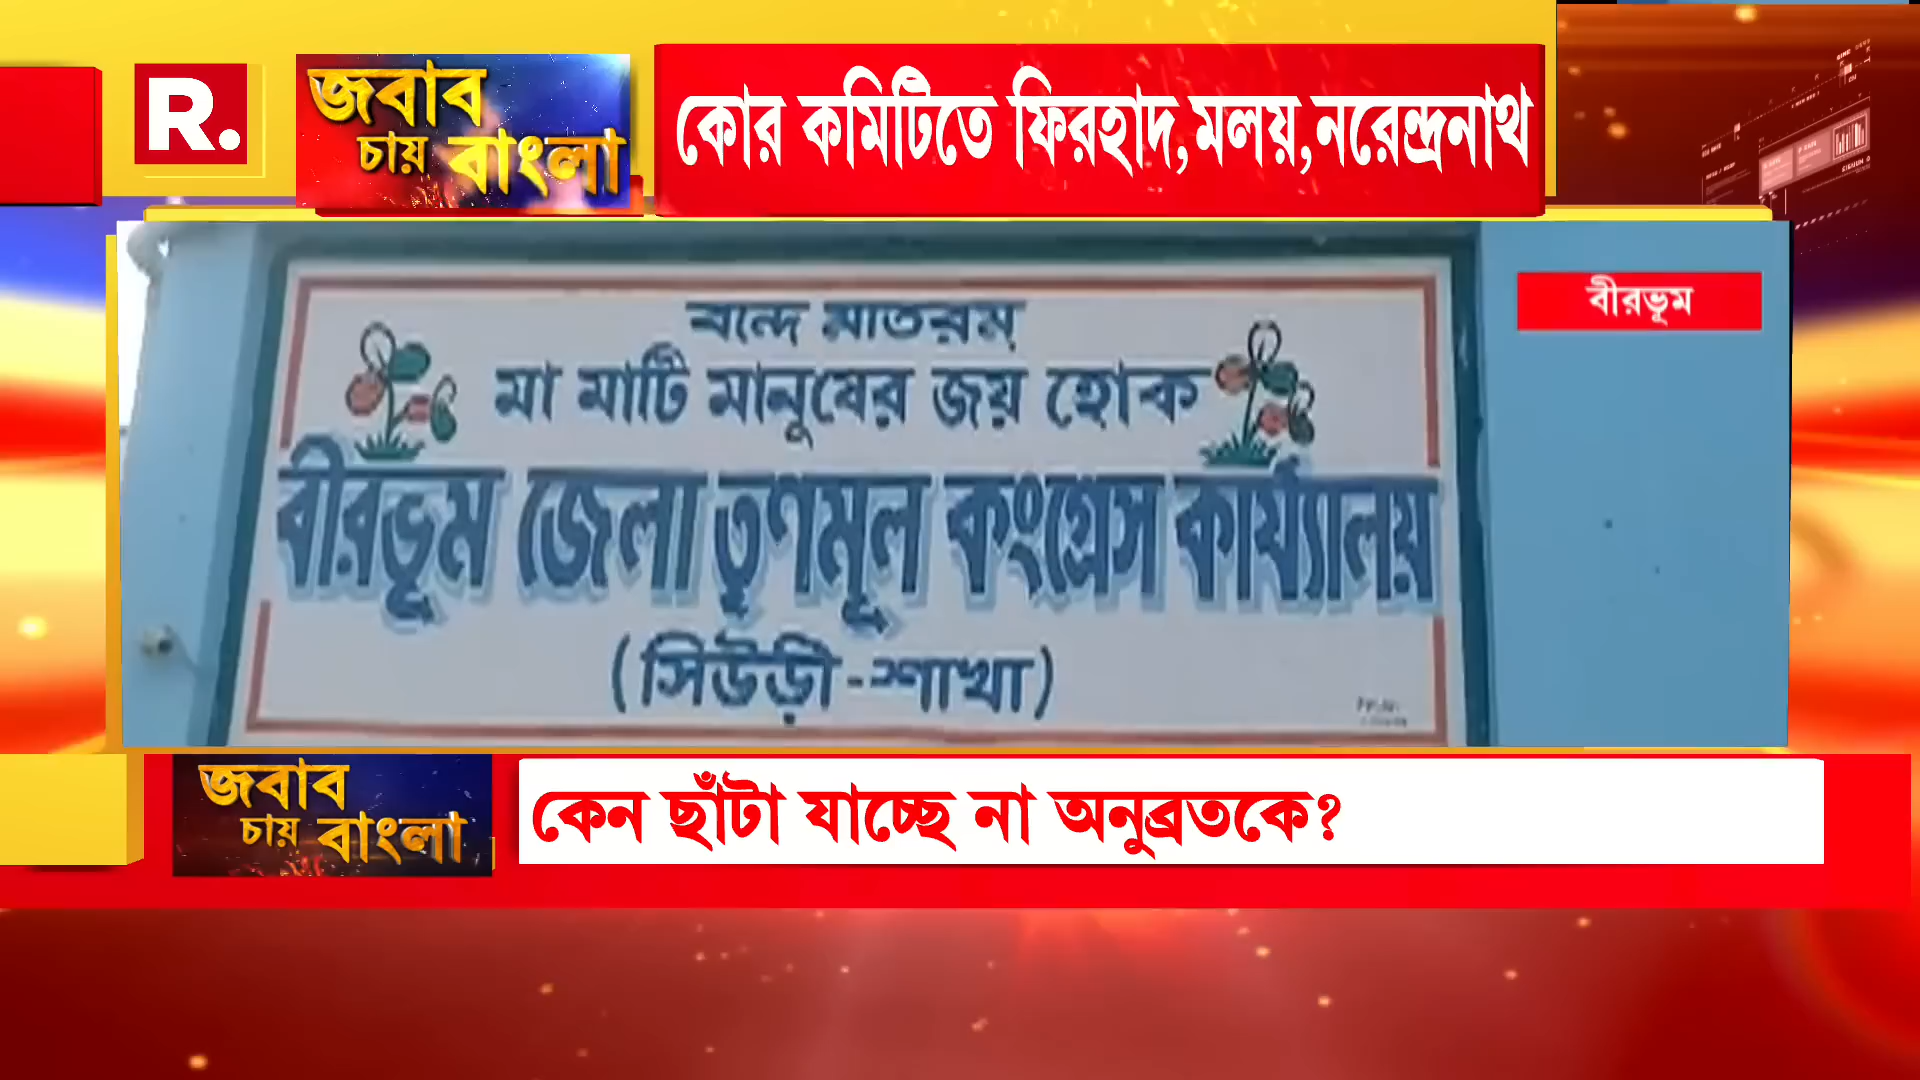 R.
জবাব
চায় বাংলা
কোর কমিটিতে ফিরহাদ,মলয়,নরেন্দ্রনাথ
বীরভূম
বন্দে মাতরম্
মা মাটি মানুষের জয় হোক
বীরভূম জেলা তৃণমূল কংগ্রেস কার্য্যালয়
(সিউড়ী-শাখা)
জবাব
চায় বাংলা
কেন ছাঁটা যাচ্ছে না অনুব্রতকে?